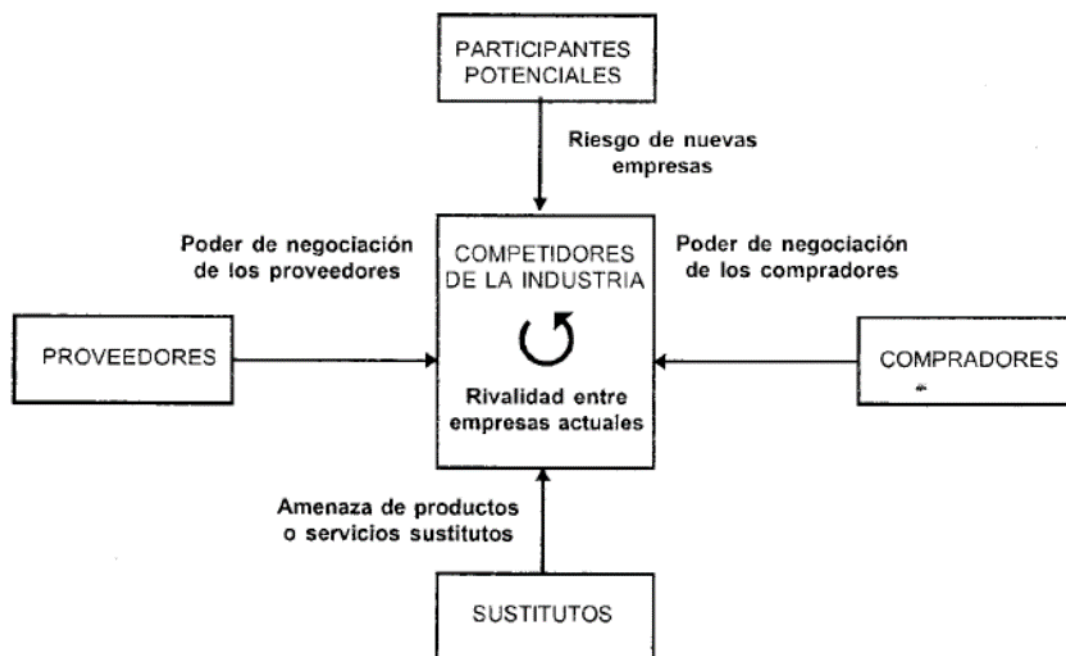 PARTICIPANTES
POTENCIALES
Riesgo de nuevas
empresas
Poder de negociación
de los proveedores
COMPETIDORES
DE LA INDUSTRIA
Poder de negociación
de los compradores
PROVEEDORES
COMPRADORES
Rivalidad entre
empresas actuales
Amenaza de productos
o servicios sustitutos
SUSTITUTOS